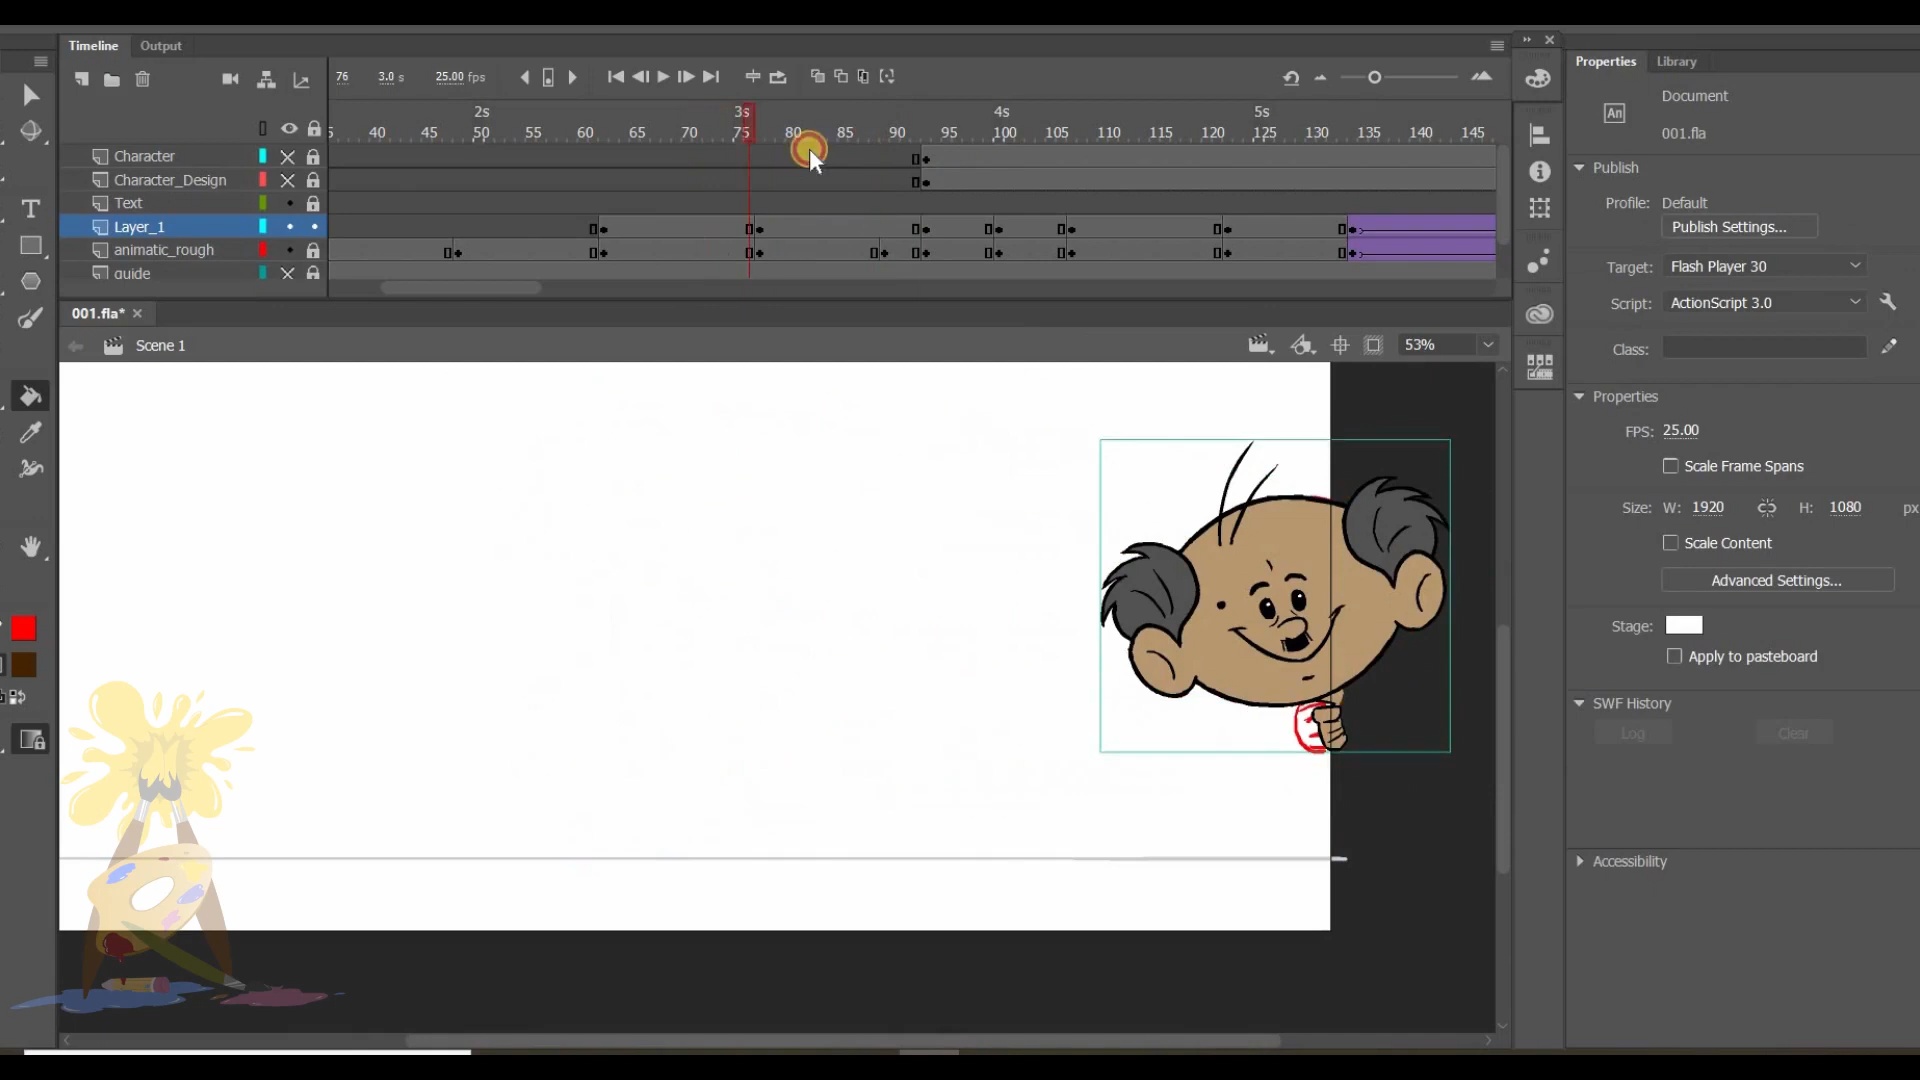 Timeline Output
76 3.0 s 25.00 fps
2s 3s 4s 5s
5 40 45 50 55 60 65 70 75 80 85 90 95 100 105 110 115 120 125 130 135 140 145
Character
Character_Design
Text
Layer_1
animatic_rough
guide
001.fla*
Scene 1
53%
Properties Library
Document
An
001.fla
Publish
Profile: Default
Publish Settings...
Target: Flash Player 30
Script: ActionScript 3.0
Class:
Properties
FPS: 25.00
Scale Frame Spans
Size: W: 1920 H: 1080 px
Scale Content
Advanced Settings...
Stage:
Apply to pasteboard
SWF History
Log Clear
Accessibility